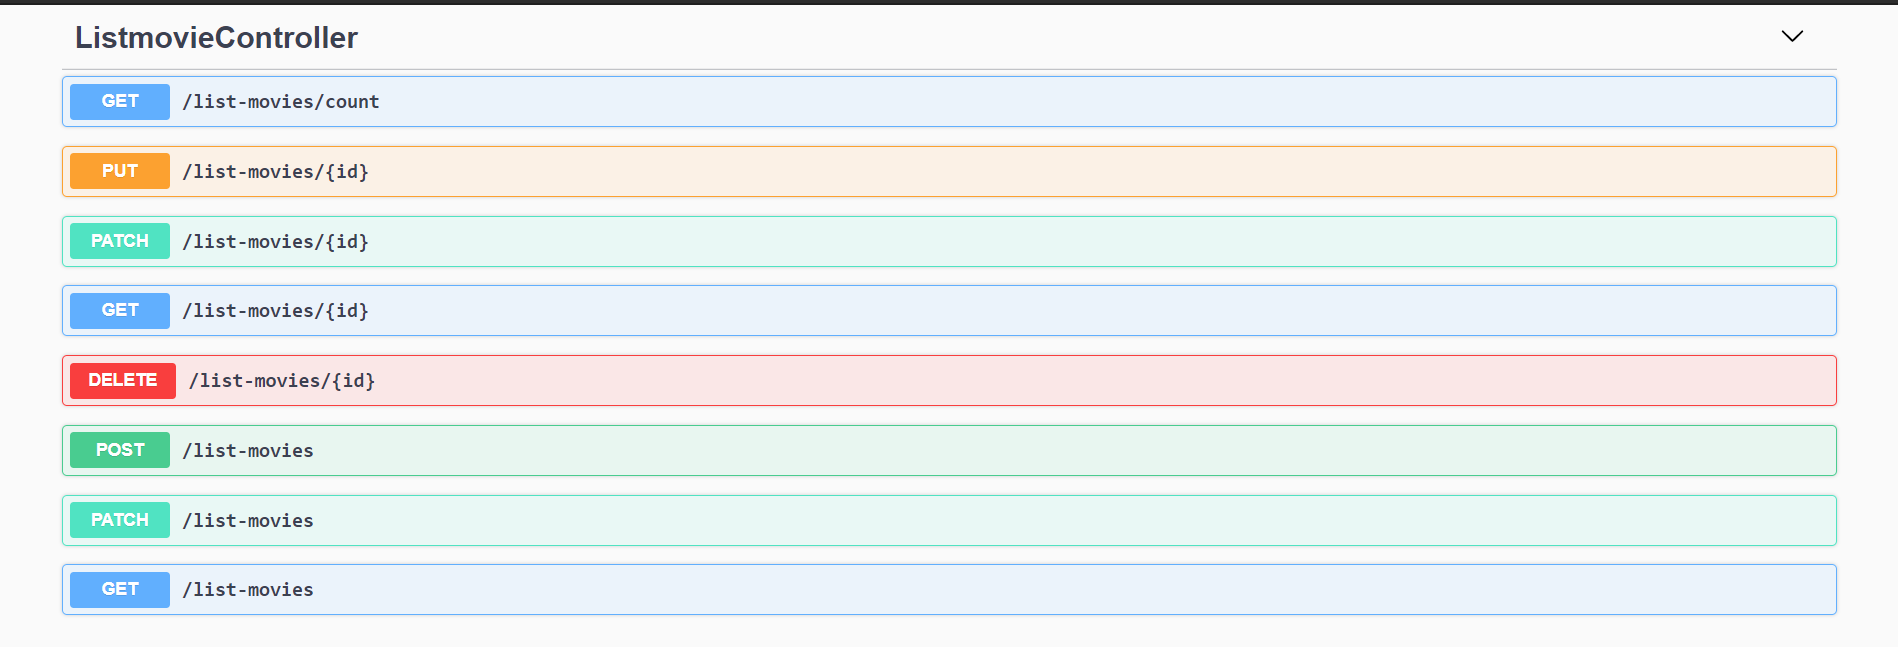 ListmovieController
GET /list-movies/count
PUT /list-movies/{id}
PATCH /list-movies/{id}
GET /list-movies/{id}
DELETE /list-movies/{id}
POST /list-movies
PATCH /list-movies
GET /list-movies